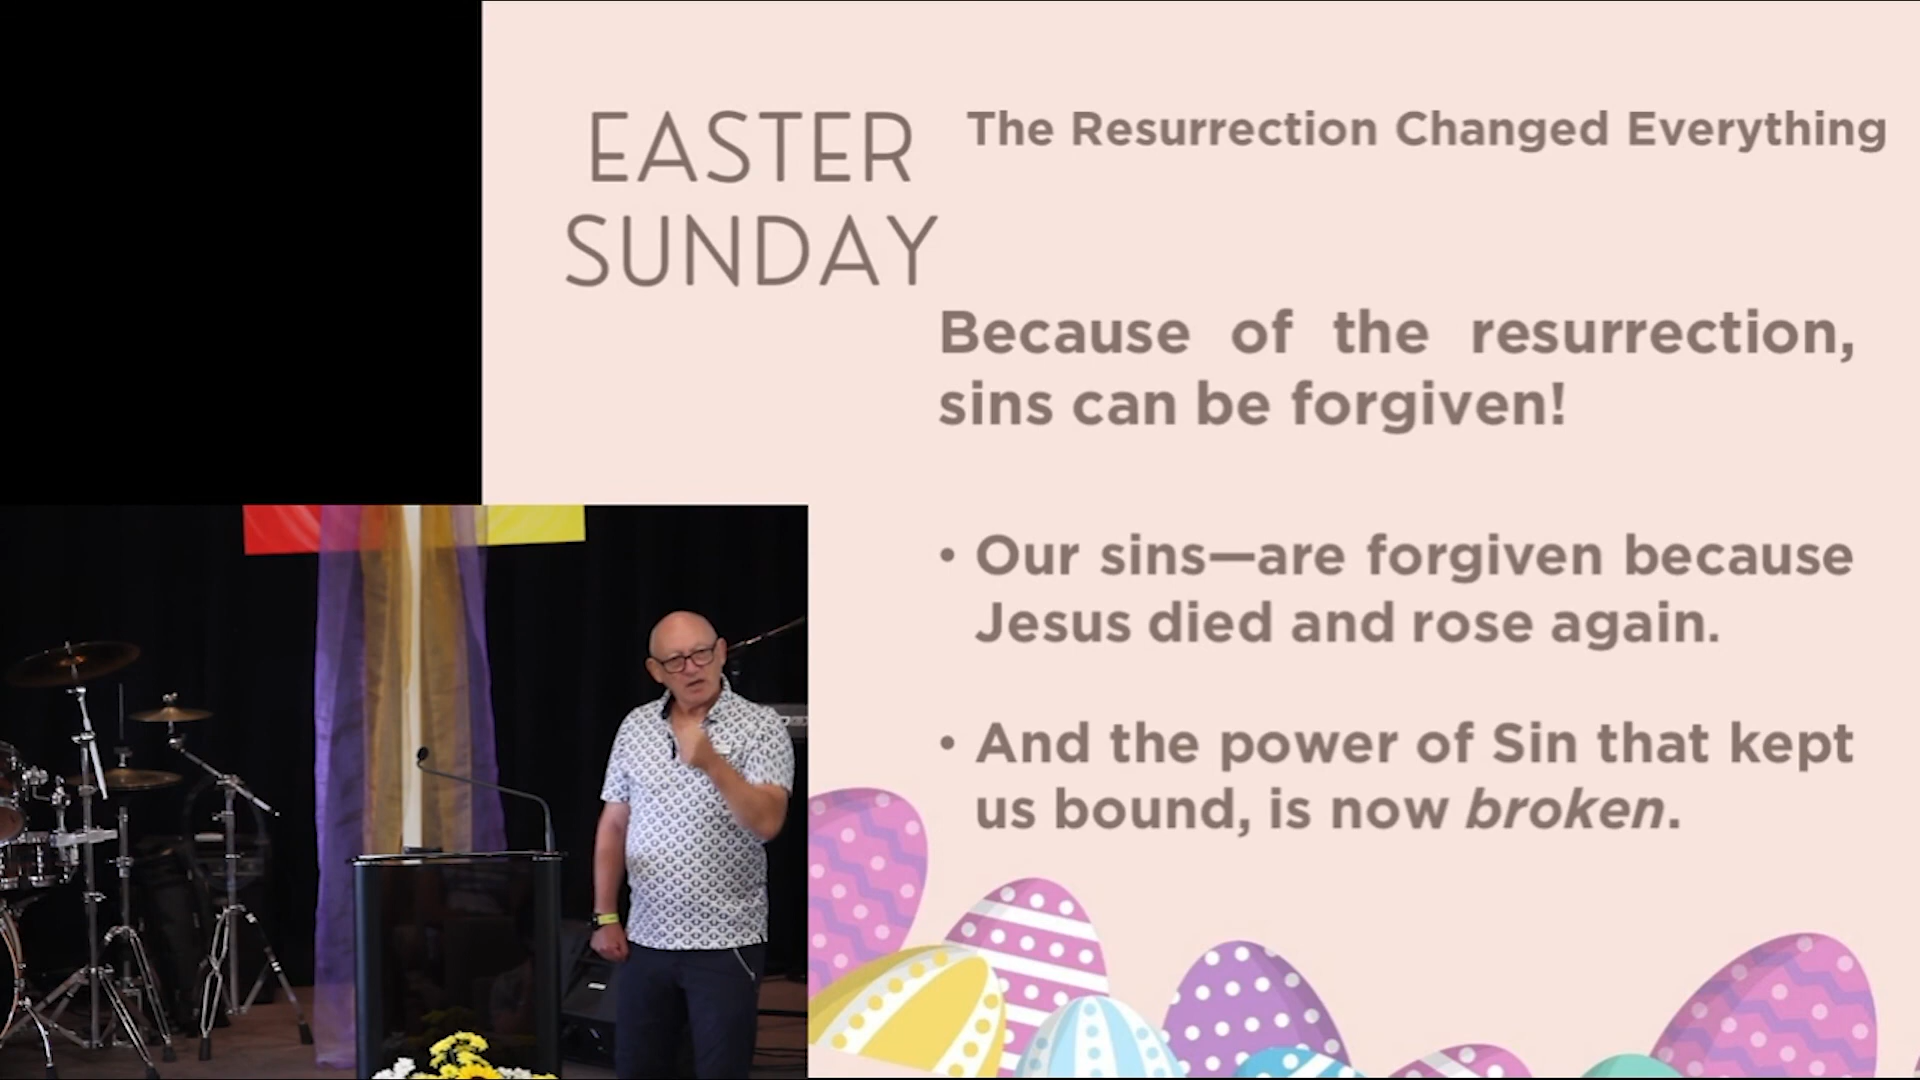 EASTER
SUNDAY
The Resurrection Changed Everything
Because of the resurrection,
sins can be forgiven!
• Our sins—are forgiven because
Jesus died and rose again.
• And the power of Sin that kept
us bound, is now broken.